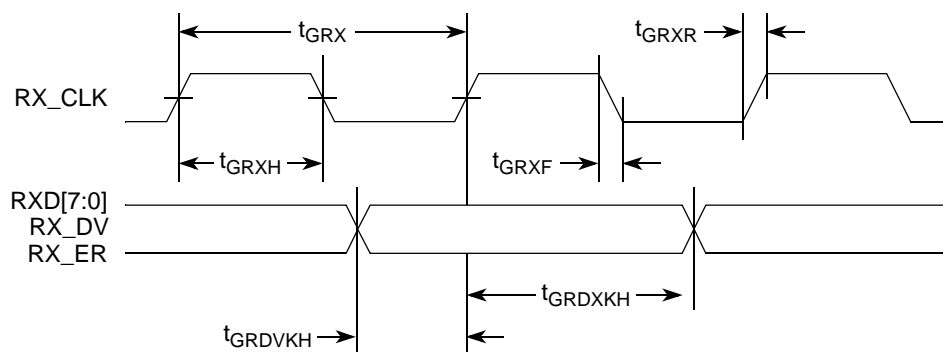 tGRX
tGRXR
RX_CLK
tGRXH
tGRXF
RXD[7:0]
RX_DV
RX_ER
tGRDXKH
tGRDVKH